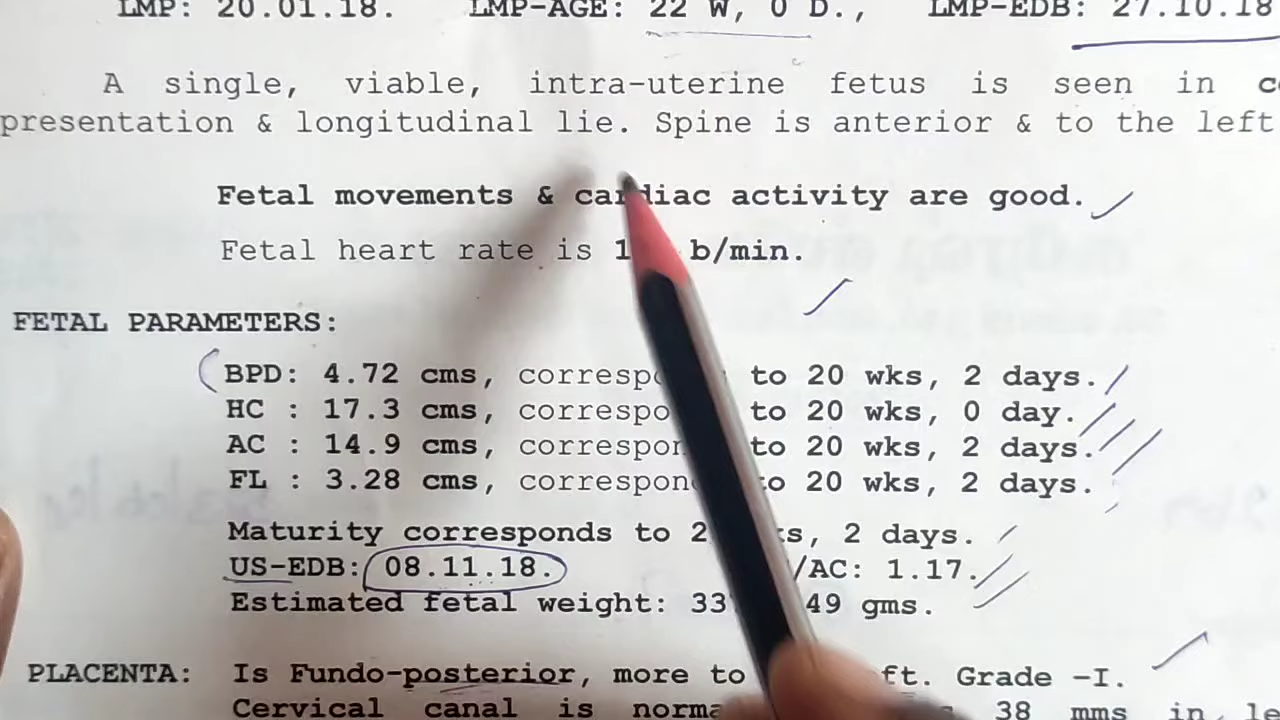 LMP: 20.01.18. LMP-AGE: 22 W, 0 D., LMP-EDB: 27.10.18
A single, viable, intra-uterine fetus is seen in
presentation & longitudinal lie. Spine is anterior & to the left
Fetal movements & cardiac activity are good.
Fetal heart rate is b/min.
FETAL PARAMETERS:
BPD: 4.72 cms, to 20 wks, 2 days.
HC : 17.3 cms, to 20 wks, 0 day.
AC : 14.9 cms, to 20 wks, 2 days.
FL : 3.28 cms, to 20 wks, 2 days.
Maturity corresponds to 2 days.
US-EDB: 08.11.18. /AC: 1.17.
Estimated fetal weight: gms.
PLACENTA: Is Fundo-posterior, more to Grade -I.
Cervical canal is 38 mms in